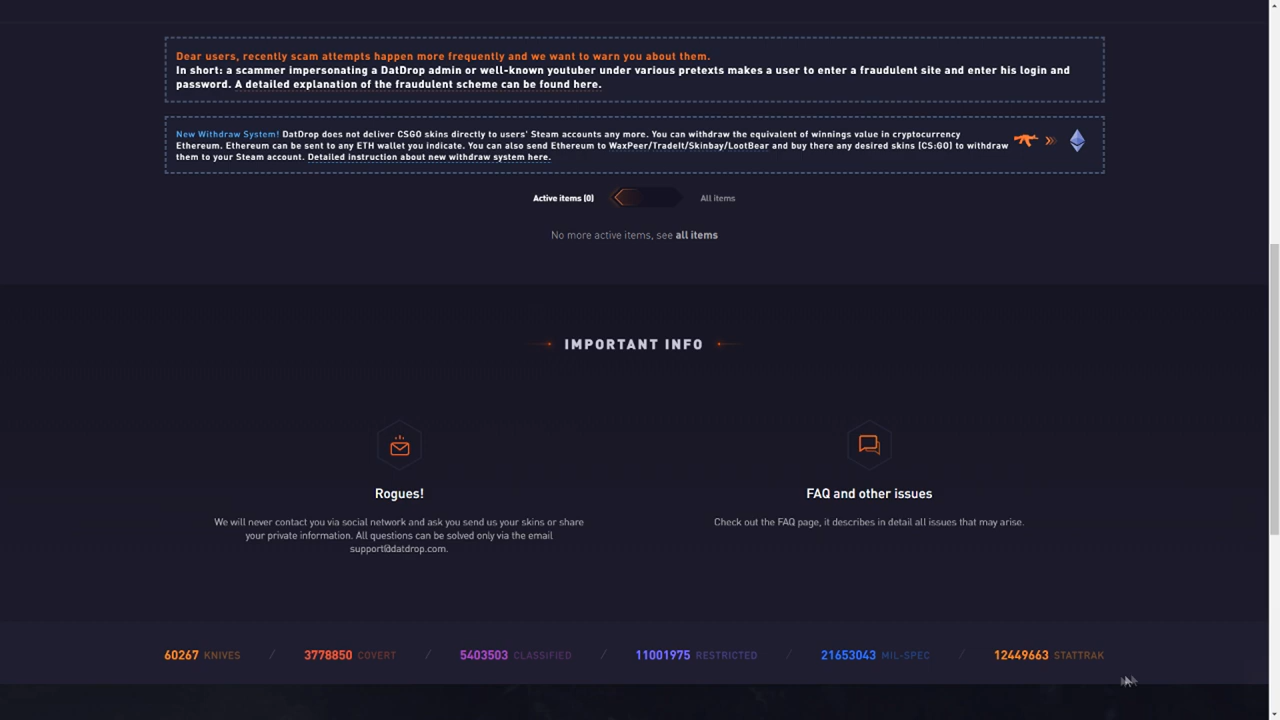 Dear users, recently scam attempts happen more frequently and we want to warn you about them.
In short: a scammer impersonating a DatDrop admin or well-known youtuber under various pretexts makes a user to enter a fraudulent site and enter his login and
password. A detailed explanation of the fraudulent scheme can be found here.
New Withdraw System! DatDrop does not deliver CSGO skins directly to users' Steam accounts any more. You can withdraw the equivalent of winnings value in cryptocurrency
Ethereum. Ethereum can be sent to any ETH wallet you indicate. You can also send Ethereum to WaxPeer/TradeIt/Skinbay/LootBear and buy there any desired skins (CS:GO) to withdraw
them to your Steam account. Detailed instruction about new withdraw system here.
Active items (0) All items
No more active items, see all items
IMPORTANT INFO
Rogues!
We will never contact you via social network and ask you send us your skins or share
your private information. All questions can be solved only via the email
support@datdrop.com.
FAQ and other issues
Check out the FAQ page, it describes in detail all issues that may arise.
60267 KNIVES / 3778850 COVERT / 5403503 CLASSIFIED / 11001975 RESTRICTED / 21653043 MIL-SPEC / 12449663 STATTRAK